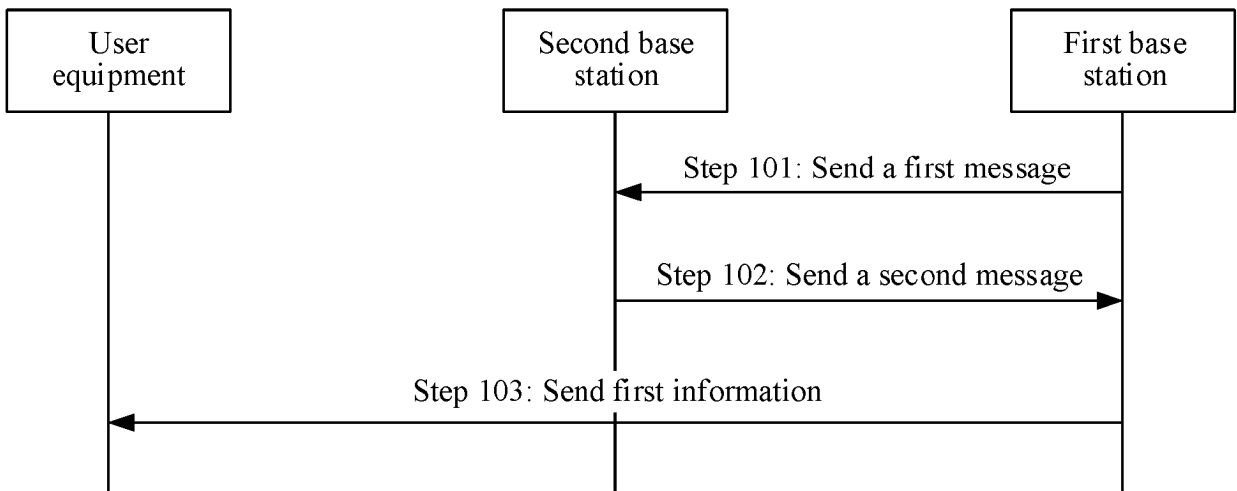 User
equipment
Second base
station
First base
station
Step 101: Send a first message
Step 102: Send a second message
Step 103: Send first information